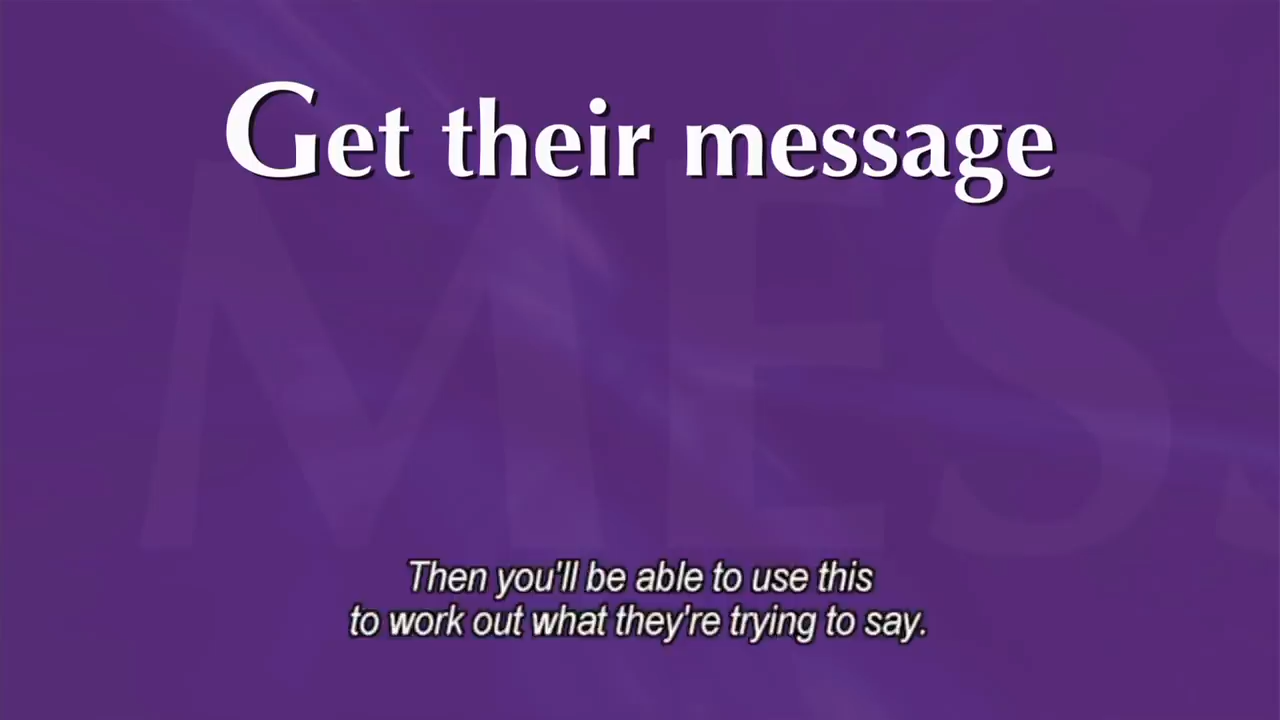 Get their message
MESS
Then you'll be able to use this
to work out what they're trying to say.